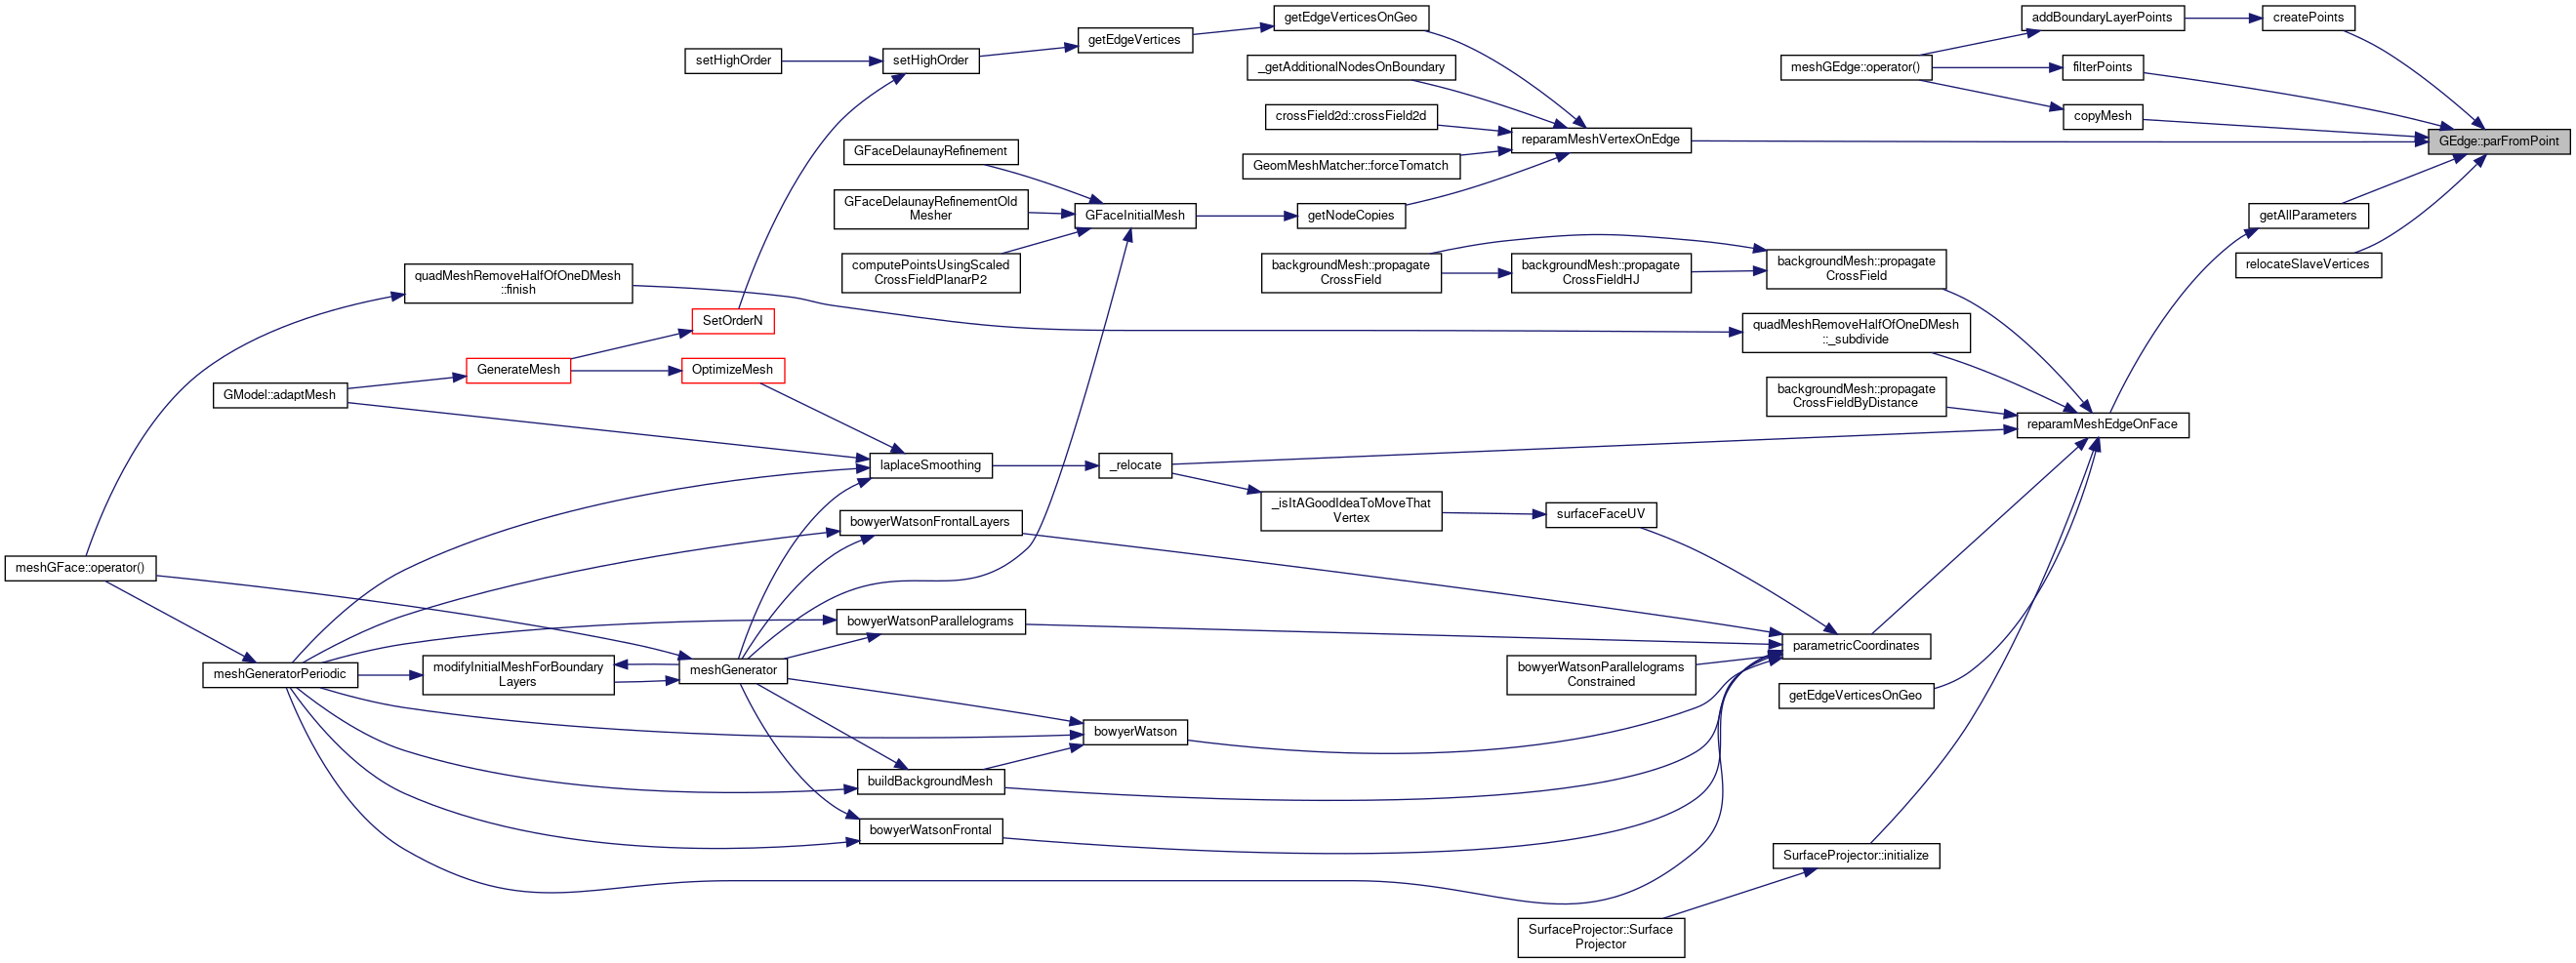 getEdgeVerticesOnGeo
addBoundaryLayerPoints
createPoints
getEdgeVertices
setHighOrder
setHighOrder
_getAdditionalNodesOnBoundary
meshGEdge::operator()
filterPoints
crossField2d::crossField2d
copyMesh
reparamMeshVertexOnEdge
GEdge::parFromPoint
GFaceDelaunayRefinement
GeomMeshMatcher::forceTomatch
GFaceDelaunayRefinementOld
Mesher
GFaceInitialMesh
getNodeCopies
getAllParameters
computePointsUsingScaled
CrossFieldPlanarP2
backgroundMesh::propagate
CrossField
backgroundMesh::propagate
CrossFieldHJ
backgroundMesh::propagate
CrossField
relocateSlaveVertices
quadMeshRemoveHalfOfOneDMesh
::finish
SetOrderN
quadMeshRemoveHalfOfOneDMesh
::_subdivide
GenerateMesh
OptimizeMesh
GModel::adaptMesh
backgroundMesh::propagate
CrossFieldByDistance
reparamMeshEdgeOnFace
laplaceSmoothing
_relocate
_isItAGoodIdeaToMoveThat
Vertex
surfaceFaceUV
bowyerWatsonFrontalLayers
meshGFace::operator()
bowyerWatsonParallelograms
parametricCoordinates
meshGeneratorPeriodic
modifyInitialMeshForBoundary
Layers
meshGenerator
bowyerWatsonParallelograms
Constrained
getEdgeVerticesOnGeo
bowyerWatson
buildBackgroundMesh
bowyerWatsonFrontal
SurfaceProjector::initialize
SurfaceProjector::Surface
Projector